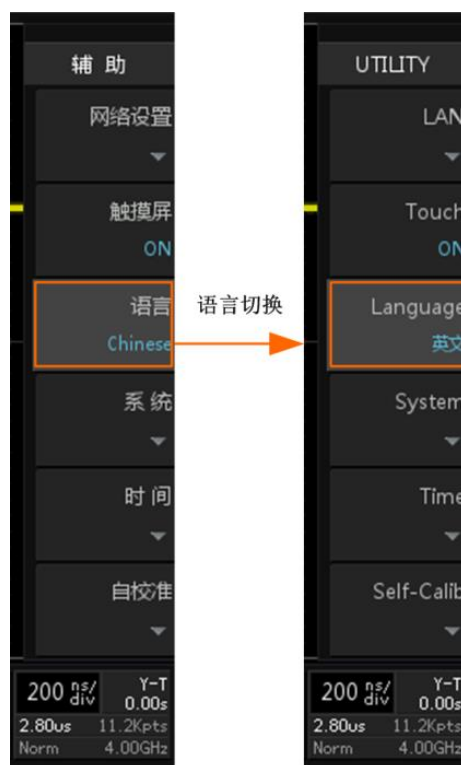 辅 助
网络设置
触摸屏
ON
语言
Chinese
系 统
时 间
自校准
200 ns/div
Y-T
0.00s
2.80us 11.2Kpts
Norm 4.00GHz
语言切换
UTILITY
LAN
Touch
ON
Language
英文
System
Time
Self-Calib
200 ns/div
Y-T
0.00s
2.80us 11.2Kpts
Norm 4.00GHz